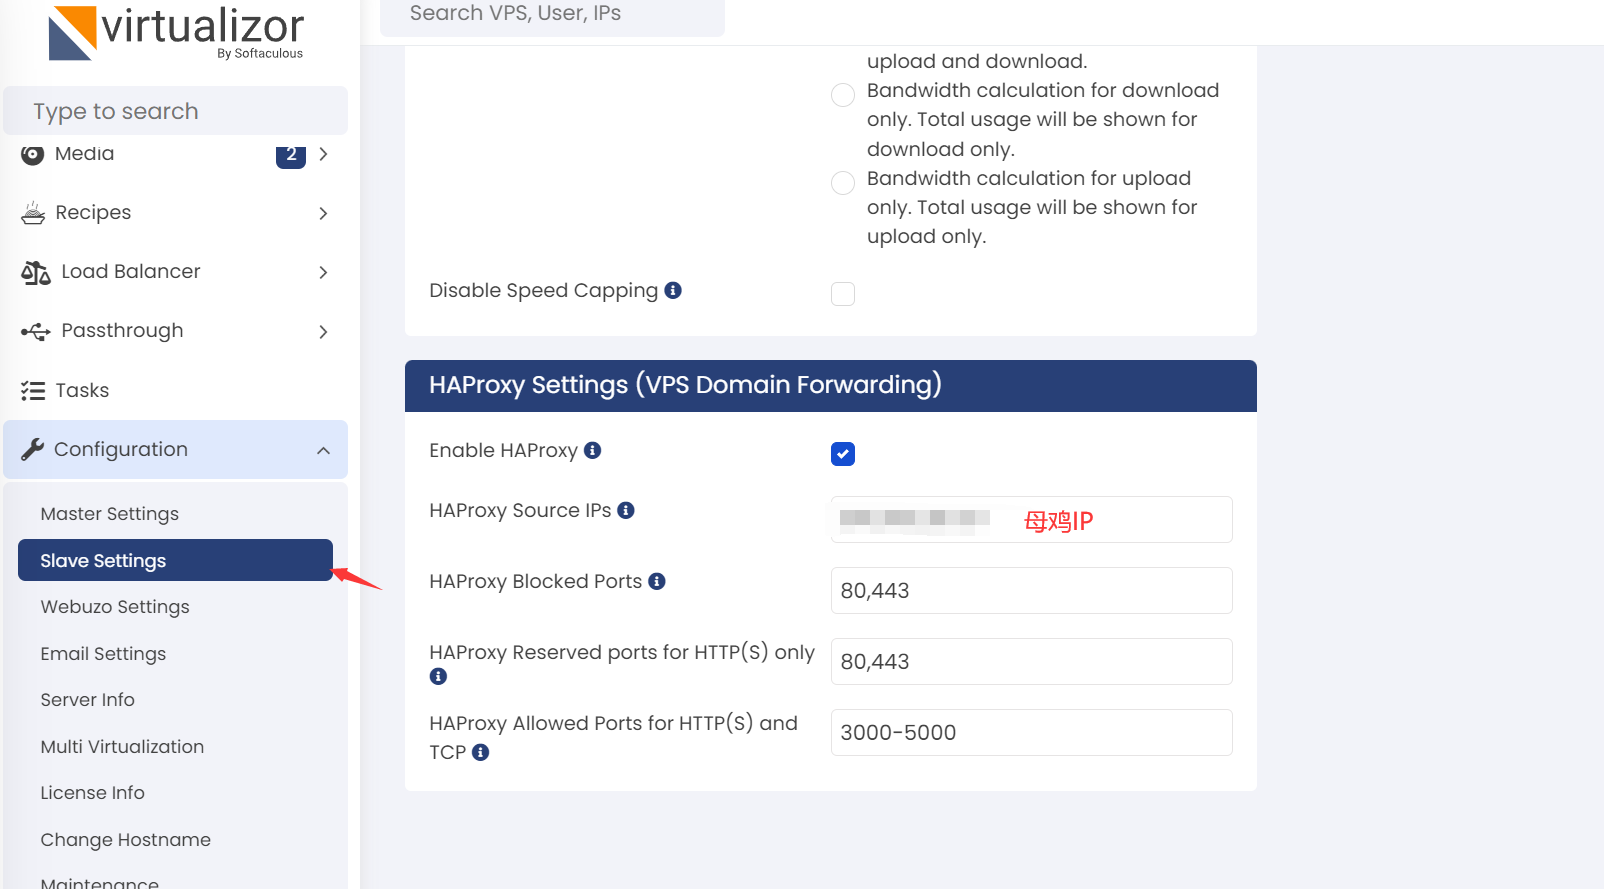 virtualizor
By Softaculous
Search VPS, User, IPs
Type to search
Media
2
Recipes
Load Balancer
Passthrough
Tasks
Configuration
Master Settings
Slave Settings
Webuzo Settings
Email Settings
Server Info
Multi Virtualization
License Info
Change Hostname
Maintenance
upload and download.
Bandwidth calculation for download
only. Total usage will be shown for
download only.
Bandwidth calculation for upload
only. Total usage will be shown for
upload only.
Disable Speed Capping
HAProxy Settings (VPS Domain Forwarding)
Enable HAProxy
HAProxy Source IPs
母鸡IP
HAProxy Blocked Ports
80,443
HAProxy Reserved ports for HTTP(S) only
80,443
HAProxy Allowed Ports for HTTP(S) and
TCP
3000-5000